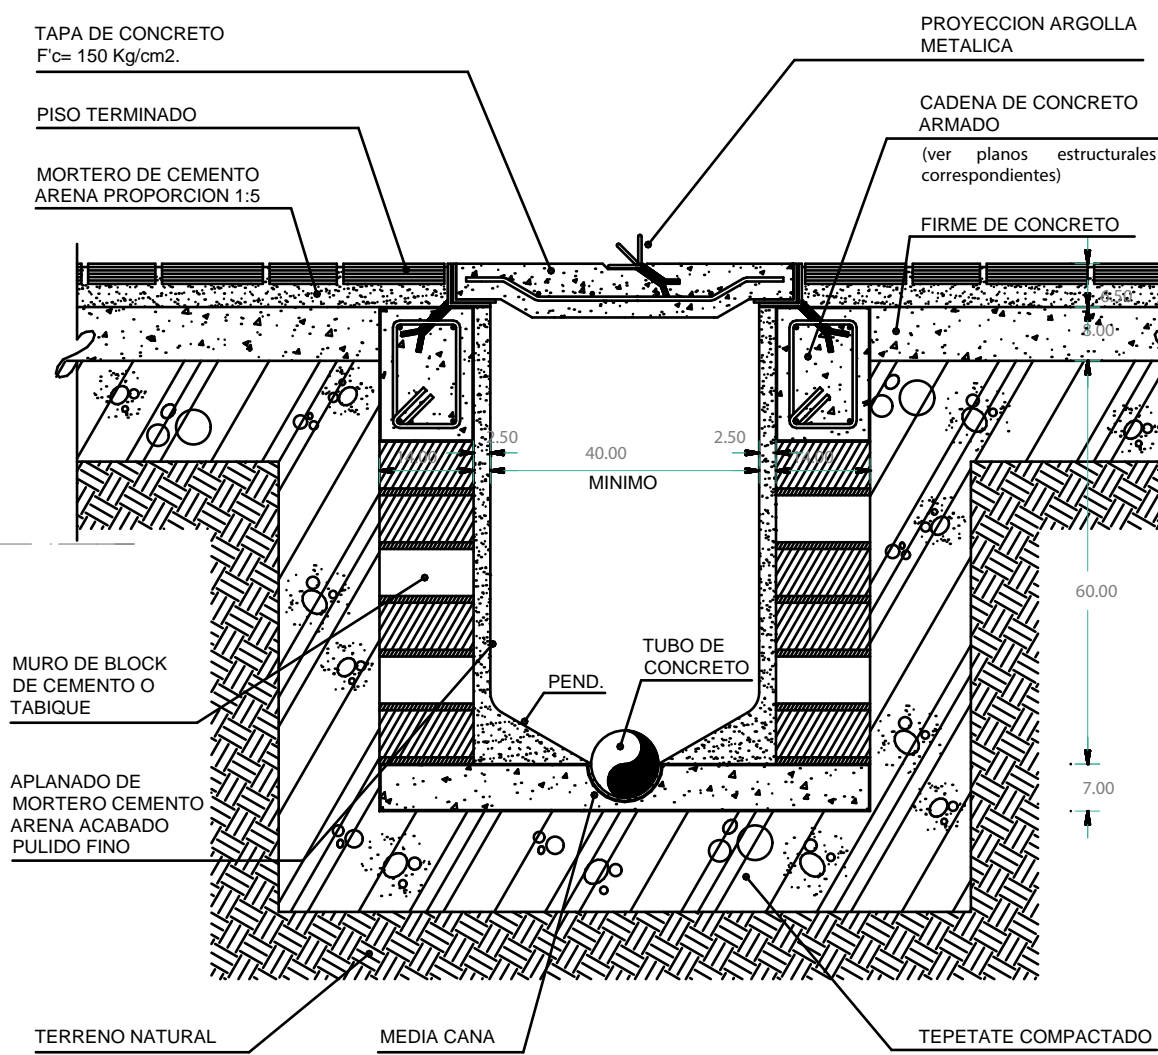 TAPA DE CONCRETO
F'c= 150 Kg/cm2.
PISO TERMINADO
MORTERO DE CEMENTO
ARENA PROPORCION 1:5
PROYECCION ARGOLLA
METALICA
CADENA DE CONCRETO
ARMADO
(ver planos estructurales
correspondientes)
FIRME DE CONCRETO
8.00
2.50
40.00
2.50
MINIMO
60.00
7.00
MURO DE BLOCK
DE CEMENTO O
TABIQUE
PEND.
TUBO DE
CONCRETO
APLANADO DE
MORTERO CEMENTO
ARENA ACABADO
PULIDO FINO
TERRENO NATURAL
MEDIA CANA
TEPETATE COMPACTADO